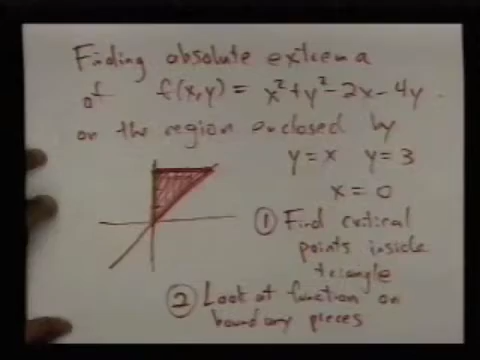 Finding absolute extrema
of f(x,y) = x² + y² - 2x - 4y
on the region enclosed by
y = x y = 3
x = 0
① Find critical
points inside
triangle
② Look at function on
boundary pieces